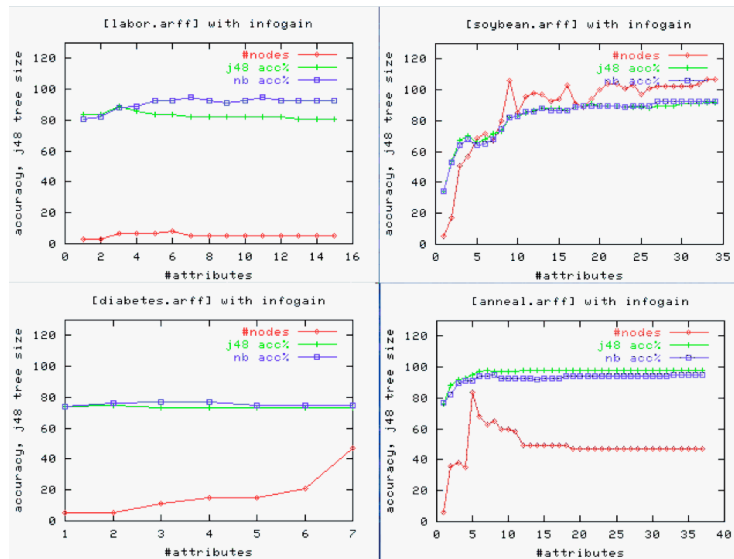 [labor.arff] with infogain
accuracy, j48 tree size
120
100
80
60
40
20
0
#nodes
j48 acc%
nb acc%
0 2 4 6 8 10 12 14 16
#attributes
[soybean.arff] with infogain
accuracy, j48 tree size
120
100
80
60
40
20
0
#nodes
j48 acc%
nb acc%
0 5 10 15 20 25 30 35
#attributes
[diabetes.arff] with infogain
accuracy, j48 tree size
120
100
80
60
40
20
0
#nodes
j48 acc%
nb acc%
1 2 3 4 5 6 7
#attributes
[anneal.arff] with infogain
accuracy, j48 tree size
120
100
80
60
40
20
0
#nodes
j48 acc%
nb acc%
0 5 10 15 20 25 30 35 40
#attributes